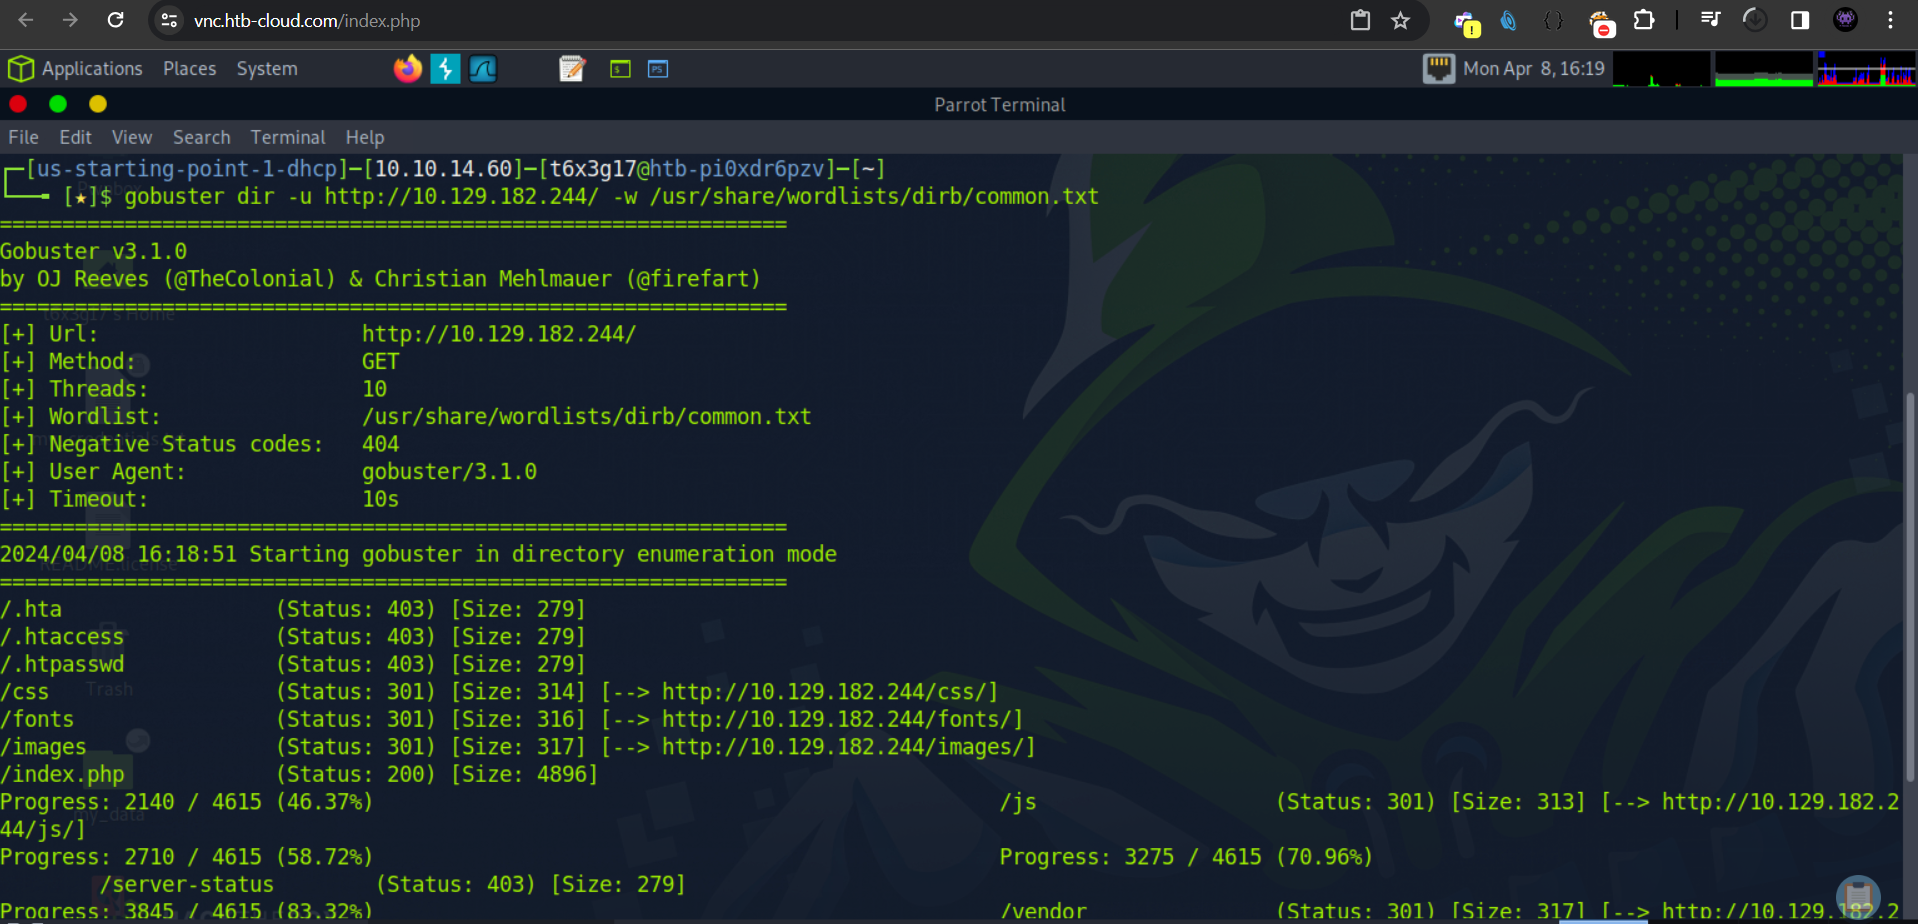 vnc.htb-cloud.com/index.php
Applications Places System
Mon Apr 8, 16:19
Parrot Terminal
File Edit View Search Terminal Help
[us-starting-point-1-dhcp]─[10.10.14.60]─[t6x3g17@htb-pi0xdr6pzv]─[~]
[★]$ gobuster dir -u http://10.129.182.244/ -w /usr/share/wordlists/dirb/common.txt
===============================================================
Gobuster v3.1.0
by OJ Reeves (@TheColonial) & Christian Mehlmauer (@firefart)
===============================================================
t6x3g17's Home
[+] Url: http://10.129.182.244/
[+] Method: GET
[+] Threads: 10
[+] Wordlist: /usr/share/wordlists/dirb/common.txt
[+] Negative Status codes: 404
[+] User Agent: gobuster/3.1.0
[+] Timeout: 10s
===============================================================
2024/04/08 16:18:51 Starting gobuster in directory enumeration mode
README.license
===============================================================
/.hta (Status: 403) [Size: 279]
/.htaccess (Status: 403) [Size: 279]
/.htpasswd (Status: 403) [Size: 279]
Trash
/css (Status: 301) [Size: 314] [--> http://10.129.182.244/css/]
/fonts (Status: 301) [Size: 316] [--> http://10.129.182.244/fonts/]
/images (Status: 301) [Size: 317] [--> http://10.129.182.244/images/]
/index.php (Status: 200) [Size: 4896]
Progress: 2140 / 4615 (46.37%) /js (Status: 301) [Size: 313] [--> http://10.129.182.2
my_data
44/js/]
Progress: 2710 / 4615 (58.72%) Progress: 3275 / 4615 (70.96%)
/server-status (Status: 403) [Size: 279]
Progress: 3845 / 4615 (83.32%) /vendor (Status: 301) [Size: 317] [--> http://10.129.182.2